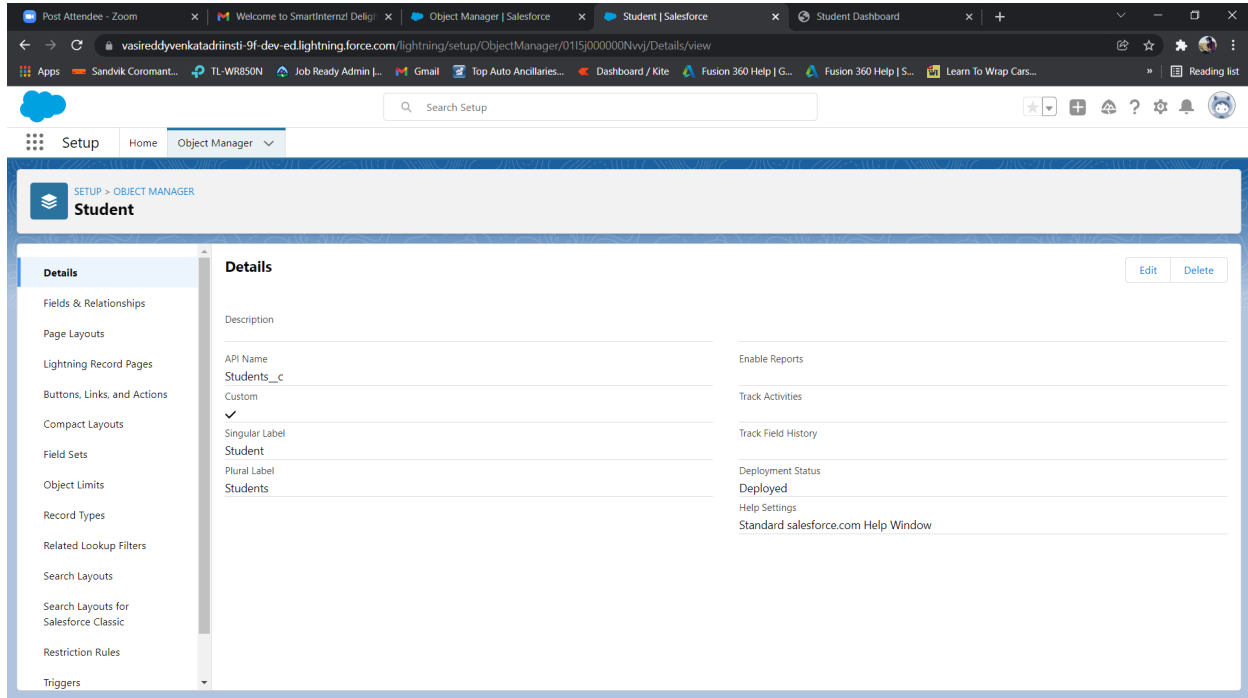 Post Attendee - Zoom
Welcome to SmartInternz! Deligh
Object Manager | Salesforce
Student | Salesforce
Student Dashboard
vasireddyvenkatadriinsti-9f-dev-ed.lightning.force.com/lightning/setup/ObjectManager/01I5j000000Nvvj/Details/view
Apps Sandvik Coromant... TL-WR850N Job Ready Admin |... Gmail Top Auto Ancillaries... Dashboard / Kite Fusion 360 Help | G... Fusion 360 Help | S... Learn To Wrap Cars... » Reading list
Search Setup
Setup Home Object Manager
SETUP > OBJECT MANAGER
Student
Details
Fields & Relationships
Page Layouts
Lightning Record Pages
Buttons, Links, and Actions
Compact Layouts
Field Sets
Object Limits
Record Types
Related Lookup Filters
Search Layouts
Search Layouts for
Salesforce Classic
Restriction Rules
Triggers
Details
Edit Delete
Description
API Name
Students__c
Custom
Singular Label
Student
Plural Label
Students
Enable Reports
Track Activities
Track Field History
Deployment Status
Deployed
Help Settings
Standard salesforce.com Help Window